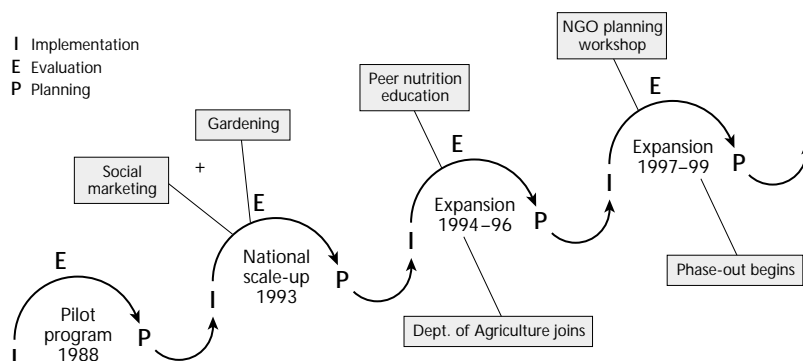 I Implementation
E Evaluation
P Planning
NGO planning
workshop
Peer nutrition
education
Gardening
Social
marketing
+
E
Pilot
program
1988
I
P
I
E
National
scale-up
1993
P
I
E
Expansion
1994–96
P
Dept. of Agriculture joins
I
E
Expansion
1997–99
P
Phase-out begins